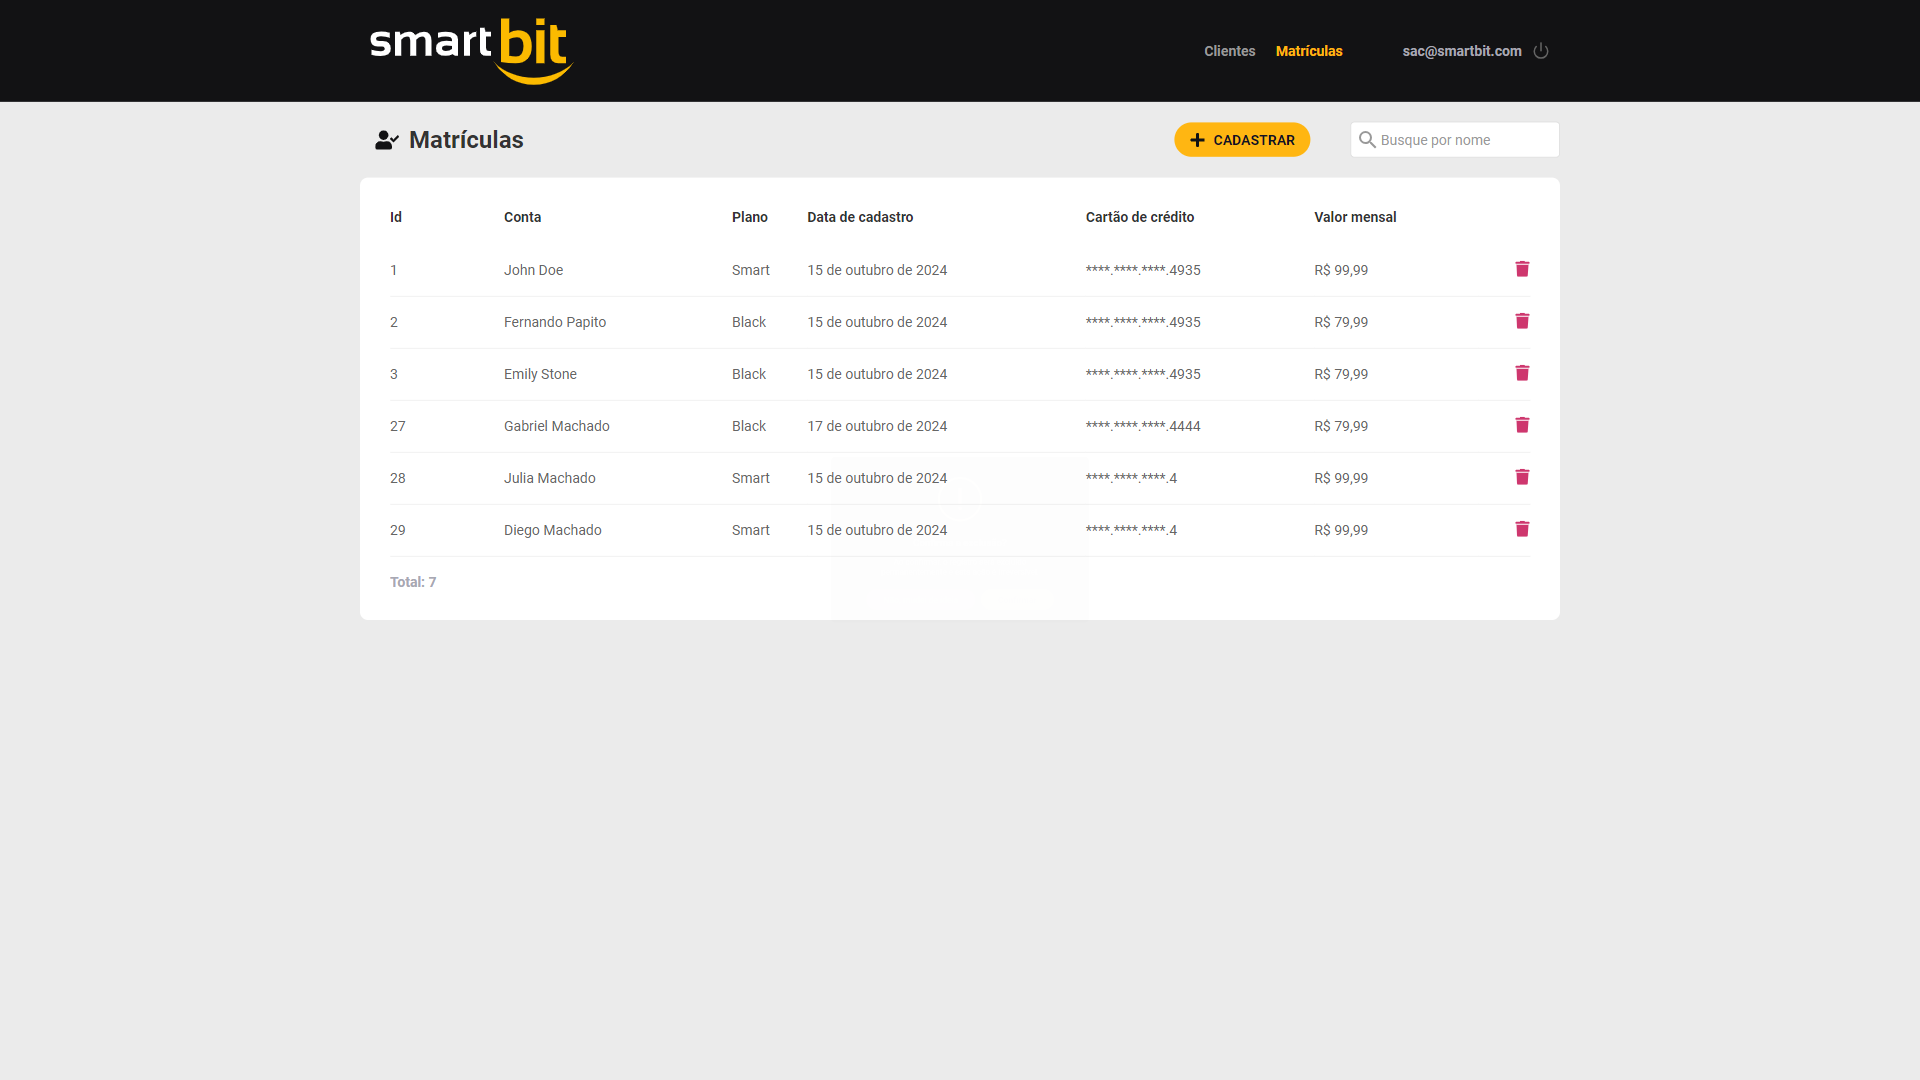 smartbit
Clientes Matrículas sac@smartbit.com
Matrículas CADASTRAR Busque por nome
Id Conta Plano Data de cadastro Cartão de crédito Valor mensal
1 John Doe Smart 15 de outubro de 2024 ****.****.****.4935 R$ 99,99
2 Fernando Papito Black 15 de outubro de 2024 ****.****.****.4935 R$ 79,99
3 Emily Stone Black 15 de outubro de 2024 ****.****.****.4935 R$ 79,99
27 Gabriel Machado Black 17 de outubro de 2024 ****.****.****.4444 R$ 79,99
28 Julia Machado Smart 15 de outubro de 2024 ****.****.****.4 R$ 99,99
29 Diego Machado Smart 15 de outubro de 2024 ****.****.****.4 R$ 99,99
Total: 7